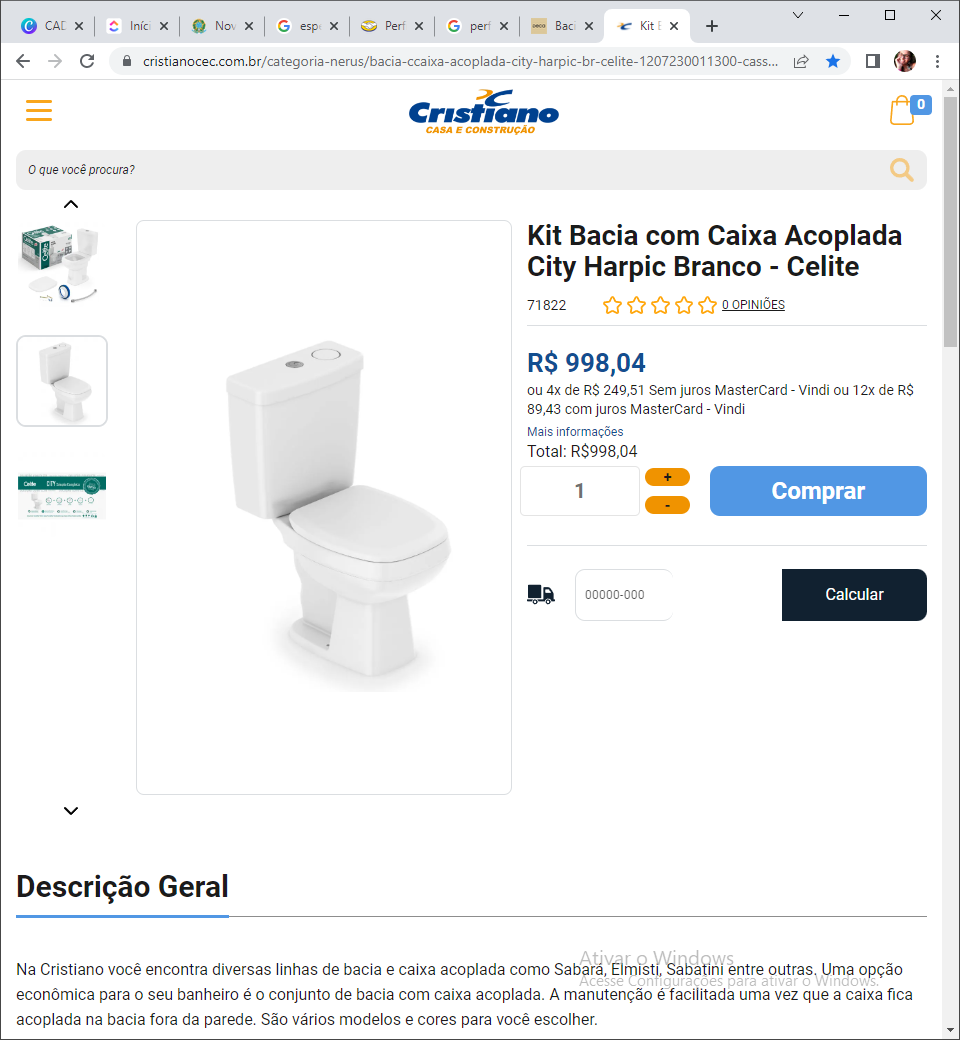 CAD
Iníci
Nov
espe
Perf
perf
Baci
Kit B
cristianocec.com.br/categoria-nerus/bacia-ccaixa-acoplada-city-harpic-br-celite-1207230011300-cass...
Cristiano
CASA E CONSTRUÇÃO
0
O que você procura?
Kit Bacia com Caixa Acoplada
City Harpic Branco - Celite
71822
0 OPINIÕES
R$ 998,04
ou 4x de R$ 249,51 Sem juros MasterCard - Vindi ou 12x de R$
89,43 com juros MasterCard - Vindi
Mais informações
Total: R$998,04
1
+
-
Comprar
00000-000
Calcular
Celite CITY
Descrição Geral
Ativar o Windows
Acesse Configurações para ativar o Windows.
Na Cristiano você encontra diversas linhas de bacia e caixa acoplada como Sabará, Elmisti, Sabatini entre outras. Uma opção
econômica para o seu banheiro é o conjunto de bacia com caixa acoplada. A manutenção é facilitada uma vez que a caixa fica
acoplada na bacia fora da parede. São vários modelos e cores para você escolher.